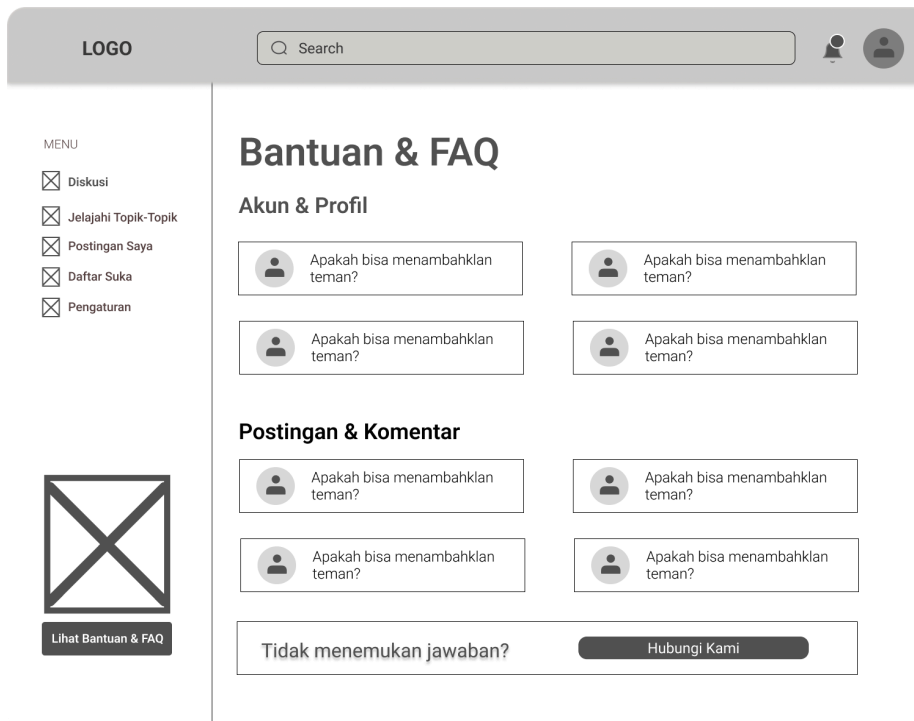 LOGO
Search
MENU
Diskusi
Jelajahi Topik-Topik
Postingan Saya
Daftar Suka
Pengaturan
Lihat Bantuan & FAQ
Bantuan & FAQ
Akun & Profil
Apakah bisa menambahklan
teman?
Apakah bisa menambahklan
teman?
Apakah bisa menambahklan
teman?
Apakah bisa menambahklan
teman?
Postingan & Komentar
Apakah bisa menambahklan
teman?
Apakah bisa menambahklan
teman?
Apakah bisa menambahklan
teman?
Apakah bisa menambahklan
teman?
Tidak menemukan jawaban?
Hubungi Kami